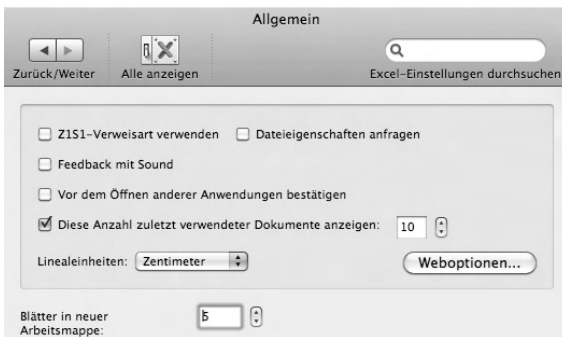 Allgemein
Zurück/Weiter Alle anzeigen Excel-Einstellungen durchsuchen
Z1S1-Verweisart verwenden Dateieigenschaften anfragen
Feedback mit Sound
Vor dem Öffnen anderer Anwendungen bestätigen
Diese Anzahl zuletzt verwendeter Dokumente anzeigen: 10
Linealeinheiten: Zentimeter Weboptionen...
Blätter in neuer 5
Arbeitsmappe: